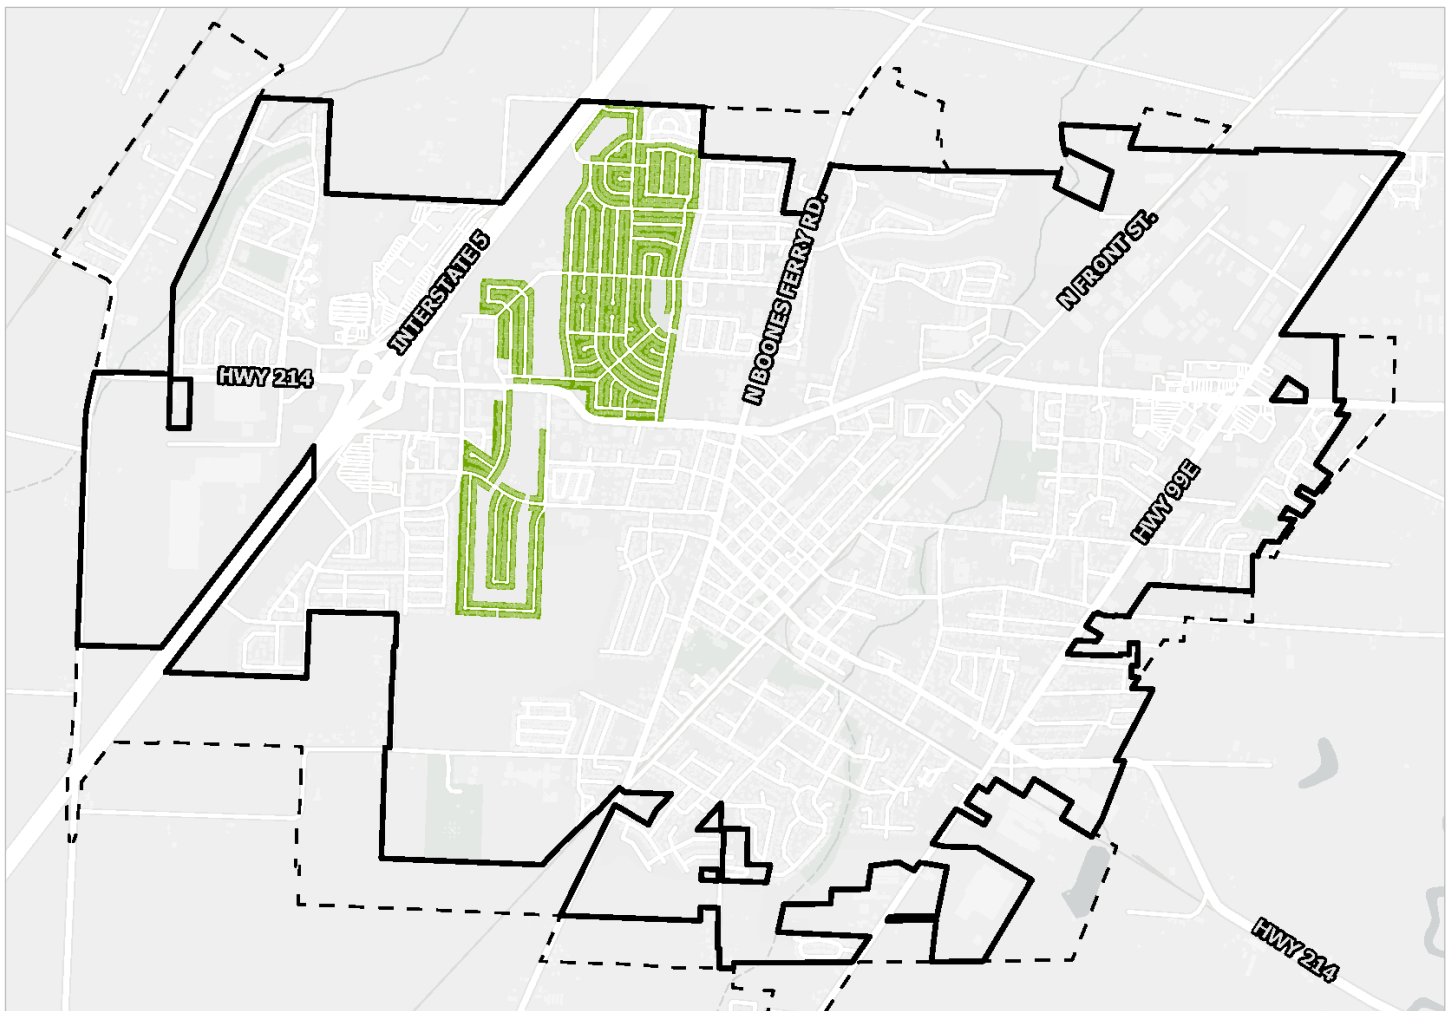 N BOONES FERRY RD.
N FRONT ST.
INTERSTATE 5
HWY 214
HWY 99E
HWY 214